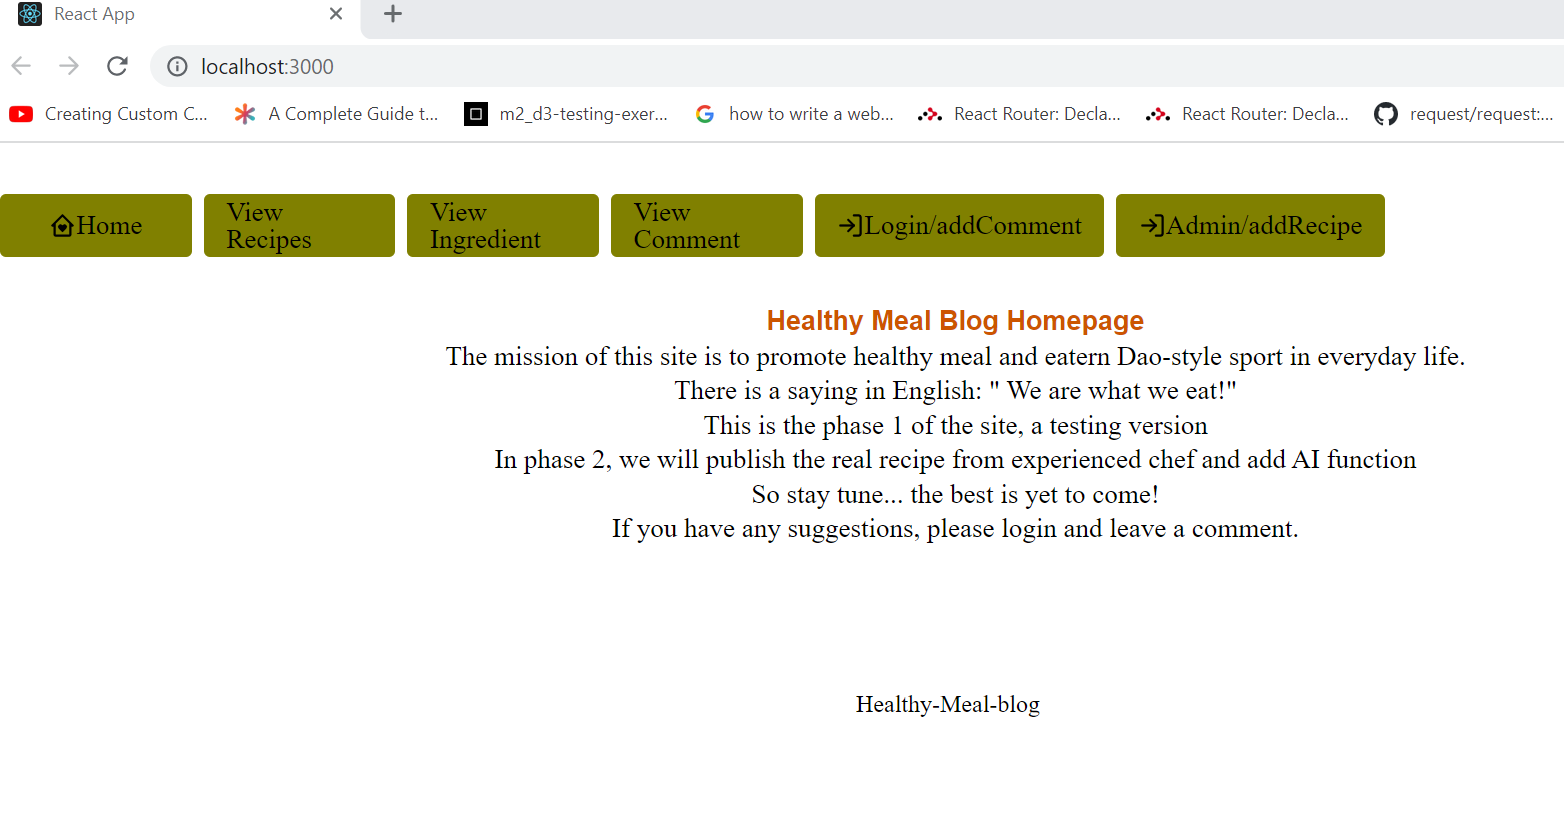 React App
localhost:3000
Creating Custom C... A Complete Guide t... m2_d3-testing-exer... how to write a web... React Router: Decla... React Router: Decla... request/request:...
Home
View
Recipes
View
Ingredient
View
Comment
Login/addComment
Admin/addRecipe
Healthy Meal Blog Homepage
The mission of this site is to promote healthy meal and eatern Dao-style sport in everyday life.
There is a saying in English: " We are what we eat!"
This is the phase 1 of the site, a testing version
In phase 2, we will publish the real recipe from experienced chef and add AI function
So stay tune... the best is yet to come!
If you have any suggestions, please login and leave a comment.
Healthy-Meal-blog